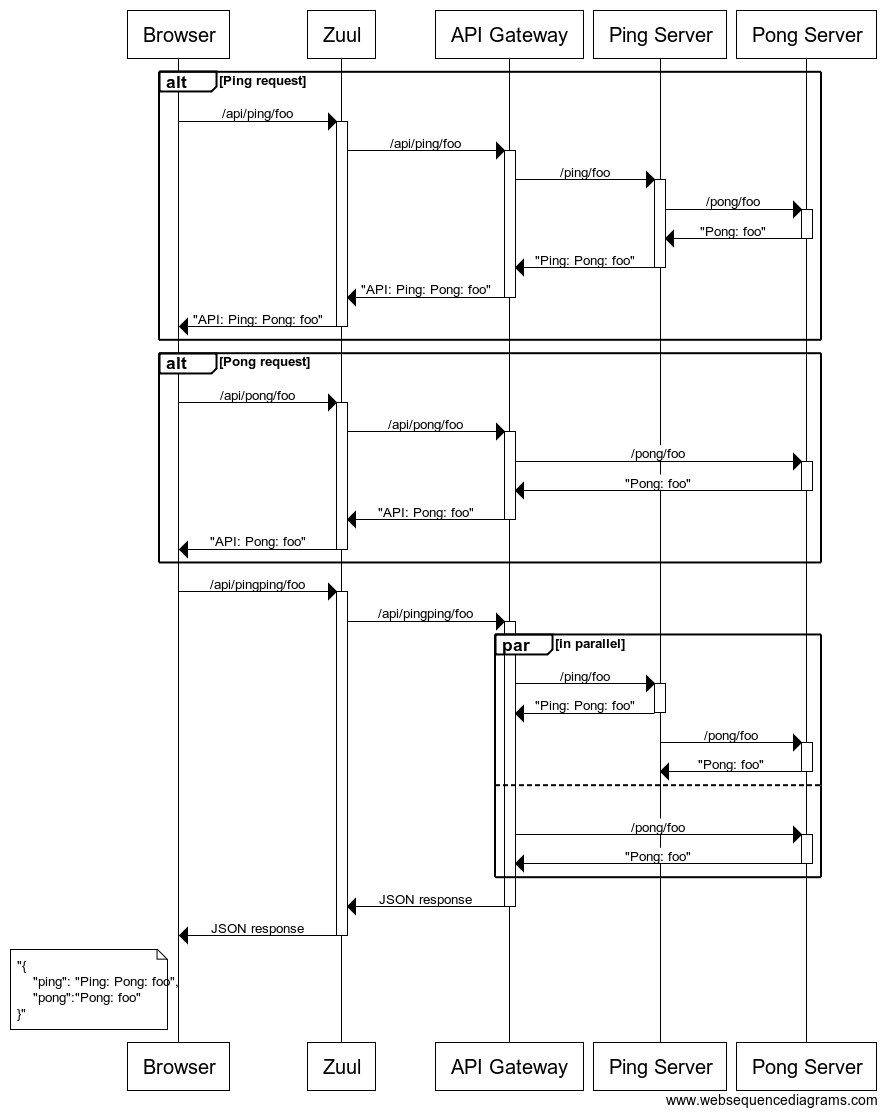 Browser Zuul API Gateway Ping Server Pong Server
alt [Ping request]
/api/ping/foo
/api/ping/foo
/ping/foo
/pong/foo
"Pong: foo"
"Ping: Pong: foo"
"API: Ping: Pong: foo"
"API: Ping: Pong: foo"
alt [Pong request]
/api/pong/foo
/api/pong/foo
/pong/foo
"Pong: foo"
"API: Pong: foo"
"API: Pong: foo"
/api/pingping/foo
/api/pingping/foo
par [in parallel]
/ping/foo
"Ping: Pong: foo"
/pong/foo
"Pong: foo"
/pong/foo
"Pong: foo"
JSON response
JSON response
"{
"ping": "Ping: Pong: foo",
"pong":"Pong: foo"
}"
Browser Zuul API Gateway Ping Server Pong Server
www.websequencediagrams.com